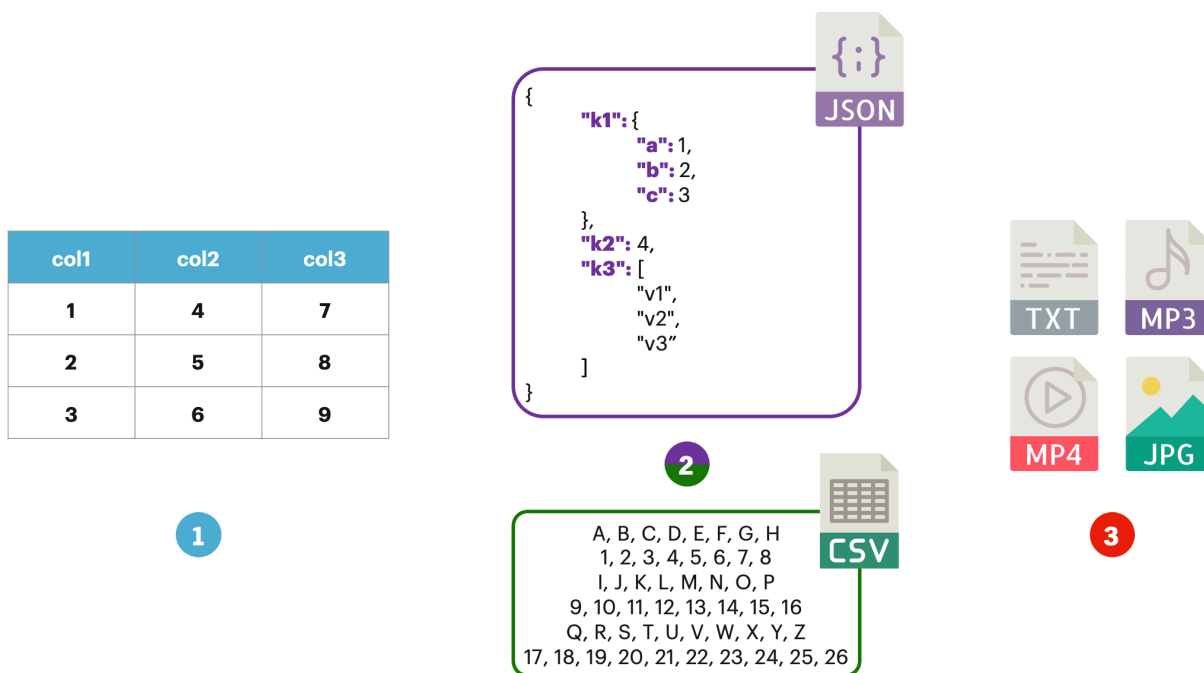 col1 col2 col3
1 4 7
2 5 8
3 6 9
1
JSON
{
"k1": {
"a": 1,
"b": 2,
"c": 3
},
"k2": 4,
"k3": [
"v1",
"v2",
"v3”
]
}
2
CSV
A, B, C, D, E, F, G, H
1, 2, 3, 4, 5, 6, 7, 8
I, J, K, L, M, N, O, P
9, 10, 11, 12, 13, 14, 15, 16
Q, R, S, T, U, V, W, X, Y, Z
17, 18, 19, 20, 21, 22, 23, 24, 25, 26
TXT MP3
MP4 JPG
3